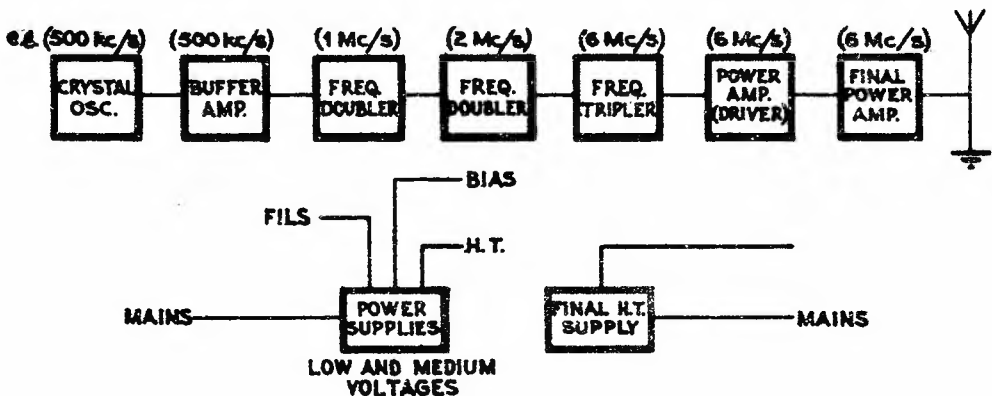 e.g. (500 kc/s) (500 kc/s) (1 Mc/s) (2 Mc/s) (6 Mc/s) (6 Mc/s) (6 Mc/s)
CRYSTAL OSC.
BUFFER AMP.
FREQ. DOUBLER
FREQ. DOUBLER
FREQ. TRIPLER
POWER AMP. (DRIVER)
FINAL POWER AMP.
BIAS
FILS
H.T.
MAINS
POWER SUPPLIES
FINAL H.T. SUPPLY
MAINS
LOW AND MEDIUM
VOLTAGES